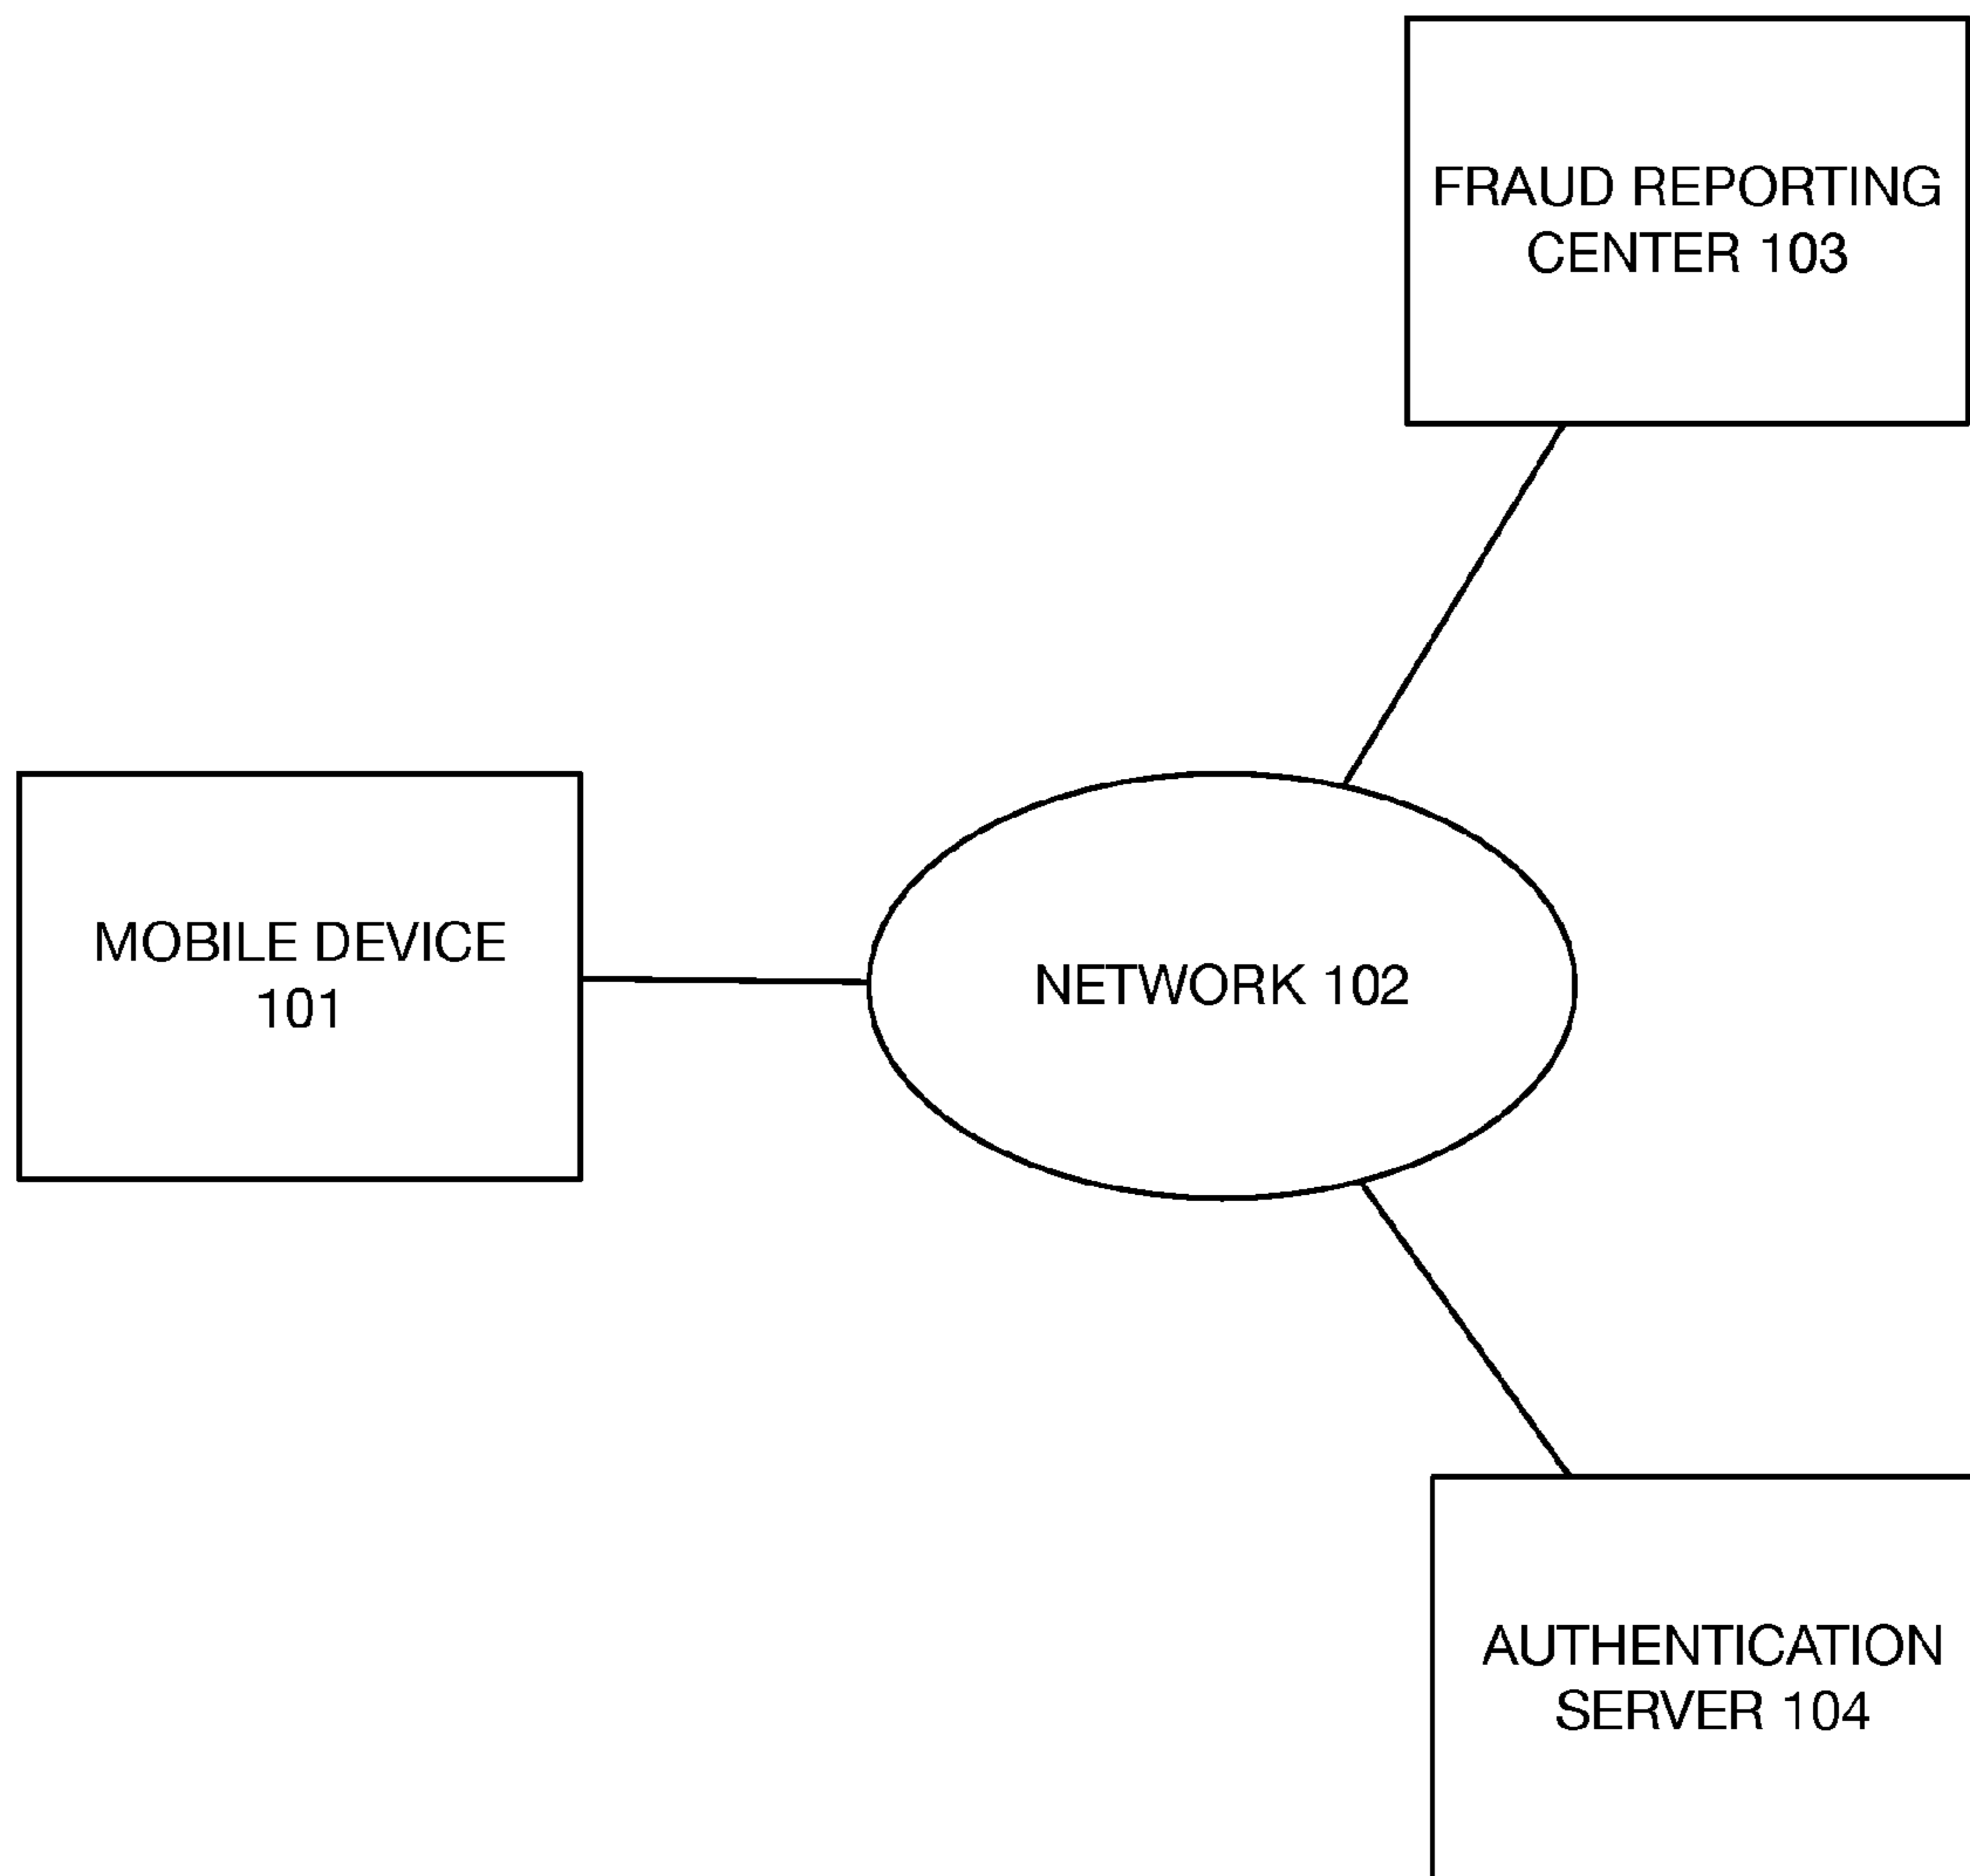 FRAUD REPORTING
CENTER 103
MOBILE DEVICE
101
NETWORK 102
AUTHENTICATION
SERVER 104